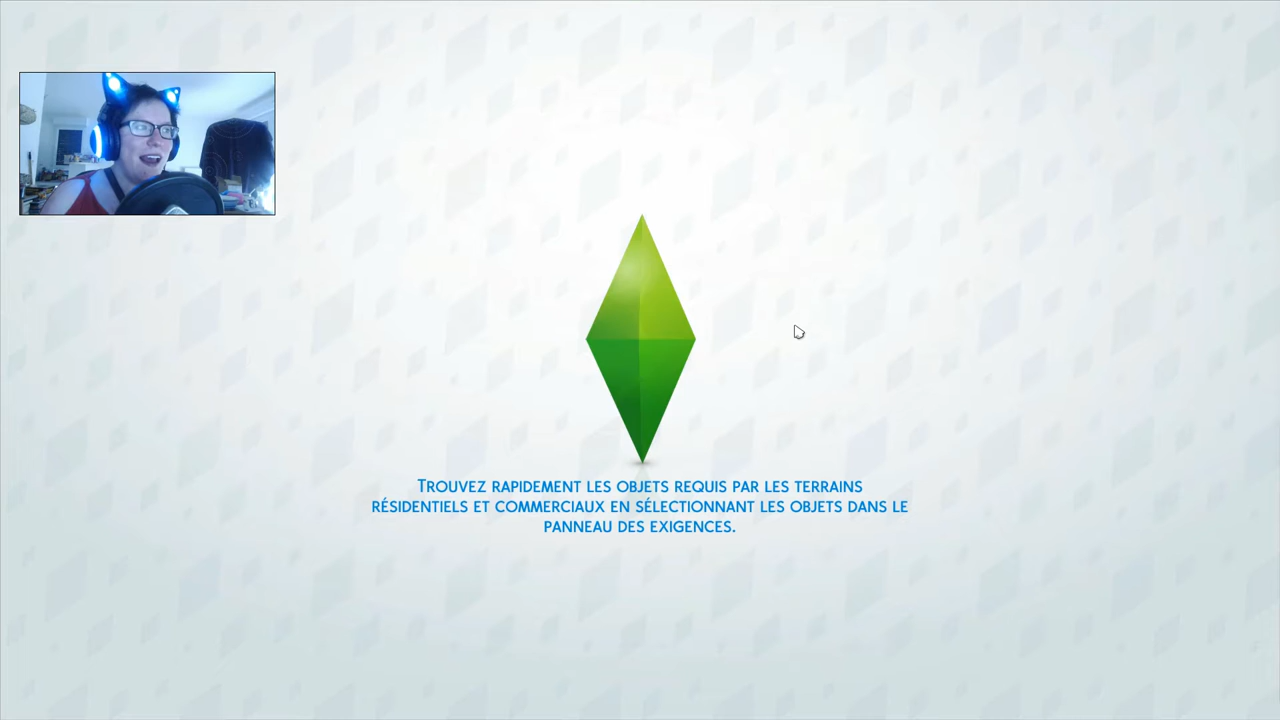 TROUVEZ RAPIDEMENT LES OBJETS REQUIS PAR LES TERRAINS
RÉSIDENTIELS ET COMMERCIAUX EN SÉLECTIONNANT LES OBJETS DANS LE
PANNEAU DES EXIGENCES.